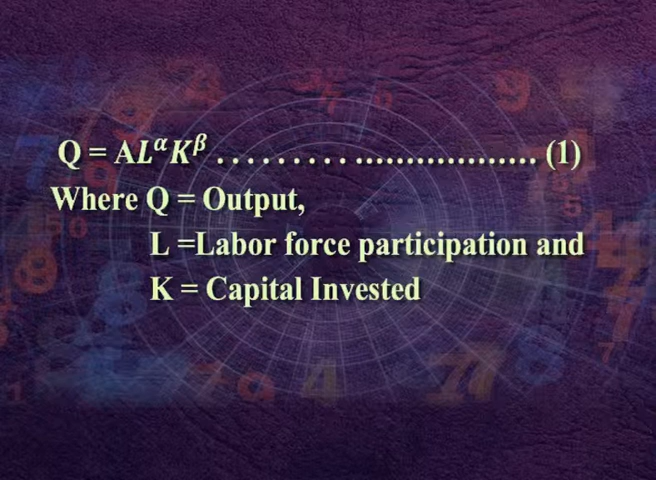 Q = AL^α K^β ........................... (1)
Where Q = Output,
L =Labor force participation and
K = Capital Invested